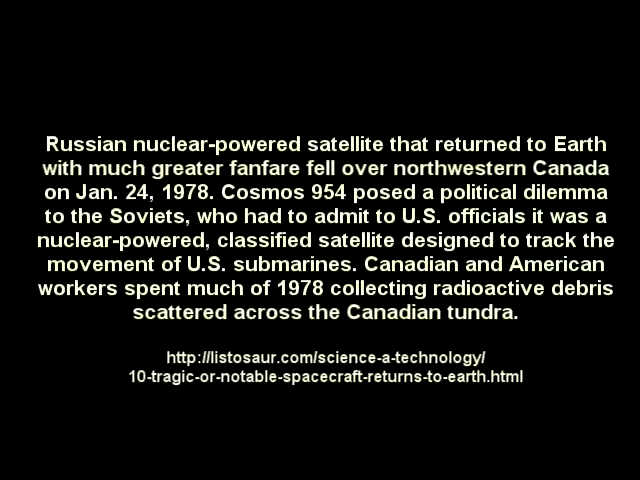 Russian nuclear-powered satellite that returned to Earth
with much greater fanfare fell over northwestern Canada
on Jan. 24, 1978. Cosmos 954 posed a political dilemma
to the Soviets, who had to admit to U.S. officials it was a
nuclear-powered, classified satellite designed to track the
movement of U.S. submarines. Canadian and American
workers spent much of 1978 collecting radioactive debris
scattered across the Canadian tundra.
http://listosaur.com/science-a-technology/
10-tragic-or-notable-spacecraft-returns-to-earth.html